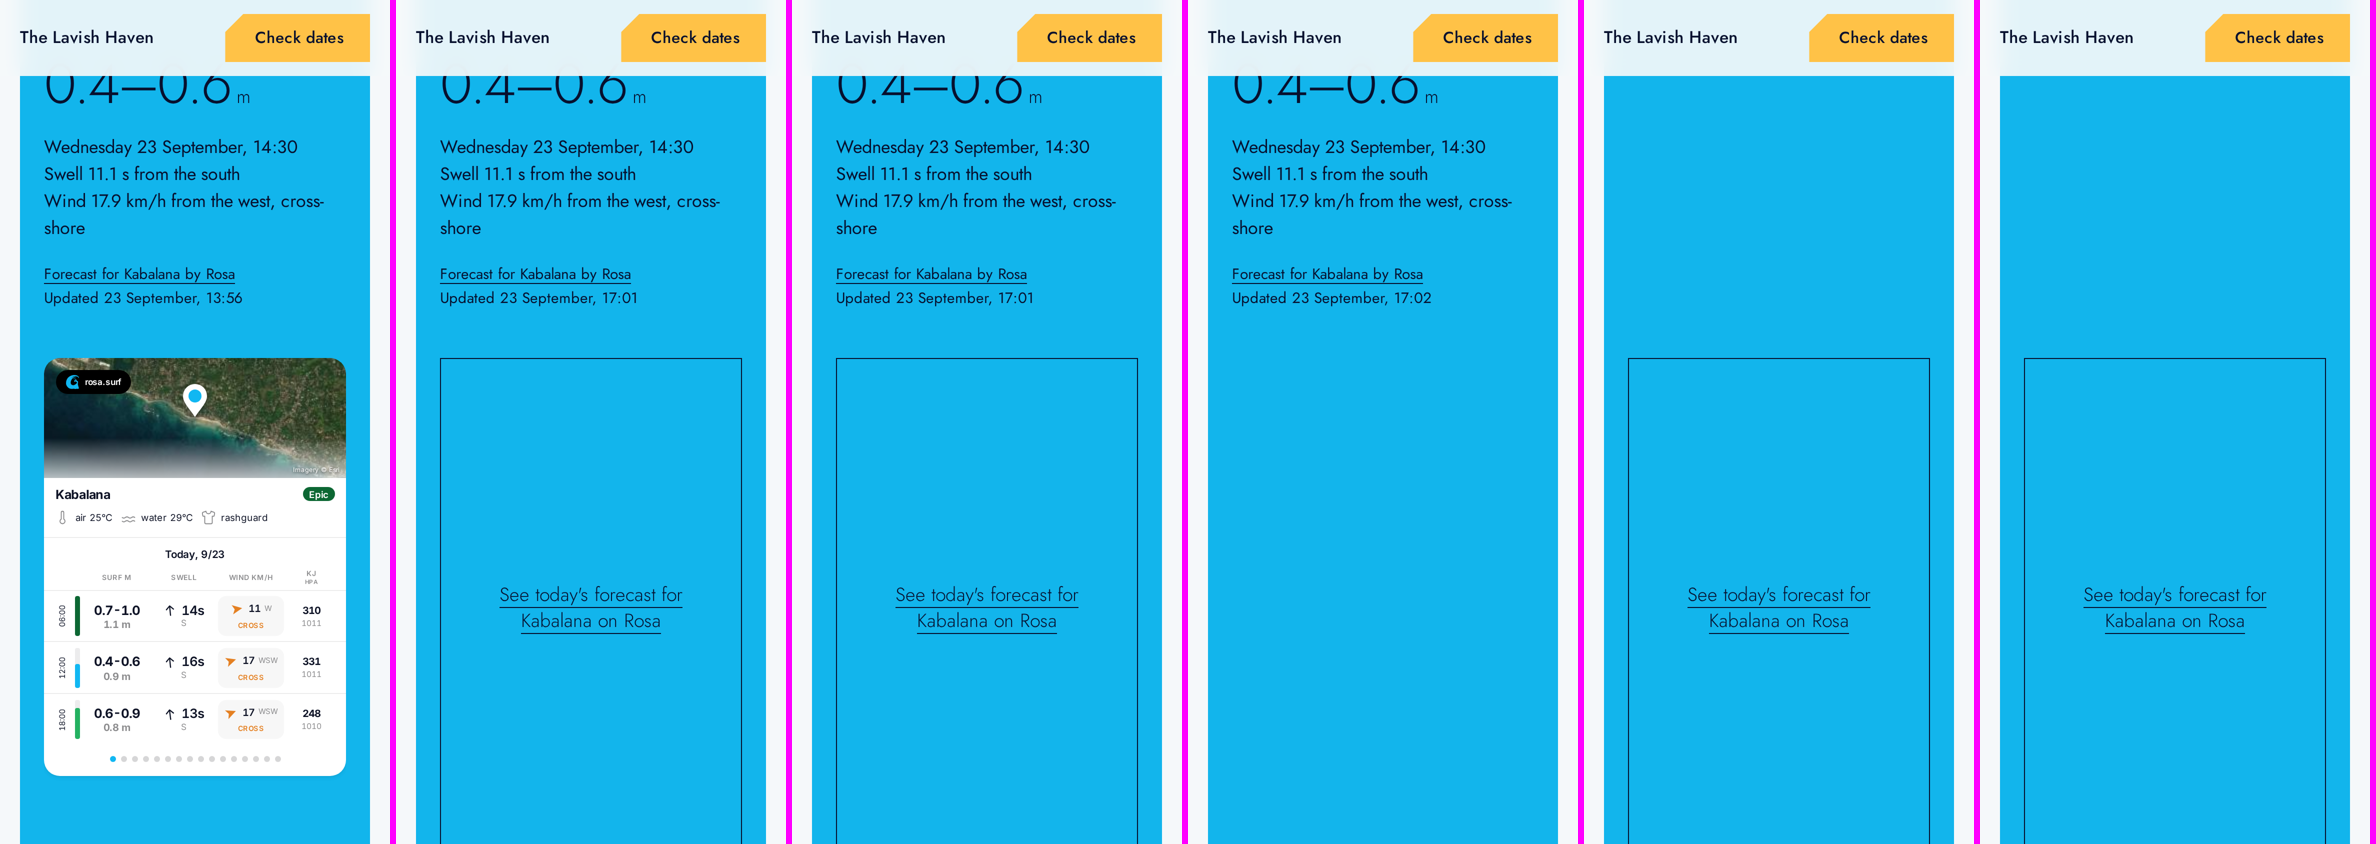 The Lavish Haven
Check dates
0.4–0.6 m
Wednesday 23 September, 14:30
Swell 11.1 s from the south
Wind 17.9 km/h from the west, cross-
shore
Forecast for Kabalana by Rosa
Updated 23 September, 13:56
rosa.surf
Imagery © Esri
Kabalana
Epic
air 25°C water 29°C rashguard
Today, 9/23
SURF M SWELL WIND KM/H KJ
HPA
06:00 0.7-1.0 14s 11 W 310
1.1 m S CROSS 1011
12:00 0.4-0.6 16s 17 WSW 331
0.9 m S CROSS 1011
18:00 0.6-0.9 13s 17 WSW 248
0.8 m S CROSS 1010
The Lavish Haven
Check dates
0.4–0.6 m
Wednesday 23 September, 14:30
Swell 11.1 s from the south
Wind 17.9 km/h from the west, cross-
shore
Forecast for Kabalana by Rosa
Updated 23 September, 17:01
See today's forecast for
Kabalana on Rosa
The Lavish Haven
Check dates
0.4–0.6 m
Wednesday 23 September, 14:30
Swell 11.1 s from the south
Wind 17.9 km/h from the west, cross-
shore
Forecast for Kabalana by Rosa
Updated 23 September, 17:01
See today's forecast for
Kabalana on Rosa
The Lavish Haven
Check dates
0.4–0.6 m
Wednesday 23 September, 14:30
Swell 11.1 s from the south
Wind 17.9 km/h from the west, cross-
shore
Forecast for Kabalana by Rosa
Updated 23 September, 17:02
The Lavish Haven
Check dates
See today's forecast for
Kabalana on Rosa
The Lavish Haven
Check dates
See today's forecast for
Kabalana on Rosa